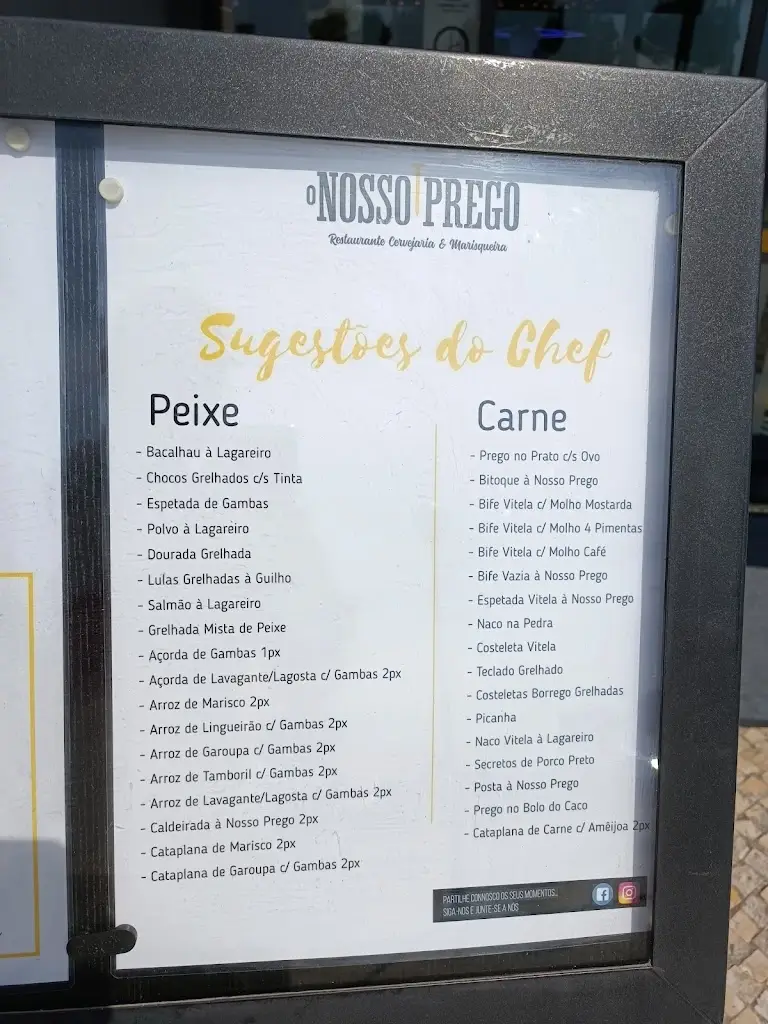 O NOSSO PREGO
Restaurante Cervejaria & Marisqueira
Sugestões do Chef
Peixe
- Bacalhau à Lagareiro
- Chocos Grelhados c/s Tinta
- Espetada de Gambas
- Polvo à Lagareiro
- Dourada Grelhada
- Lulas Grelhadas à Guilho
- Salmão à Lagareiro
- Grelhada Mista de Peixe
- Açorda de Gambas 1px
- Açorda de Lavagante/Lagosta c/ Gambas 2px
- Arroz de Marisco 2px
- Arroz de Lingueirão c/ Gambas 2px
- Arroz de Garoupa c/ Gambas 2px
- Arroz de Tamboril c/ Gambas 2px
- Arroz de Lavagante/Lagosta c/ Gambas 2px
- Caldeirada à Nosso Prego 2px
- Cataplana de Marisco 2px
- Cataplana de Garoupa c/ Gambas 2px
Carne
- Prego no Prato c/s Ovo
- Bitoque à Nosso Prego
- Bife Vitela c/ Molho Mostarda
- Bife Vitela c/ Molho 4 Pimentas
- Bife Vitela c/ Molho Café
- Bife Vazia à Nosso Prego
- Espetada Vitela à Nosso Prego
- Naco na Pedra
- Costeleta Vitela
- Teclado Grelhado
- Costeletas Borrego Grelhadas
- Picanha
- Naco Vitela à Lagareiro
- Secretos de Porco Preto
- Posta à Nosso Prego
- Prego no Bolo do Caco
- Cataplana de Carne c/ Amêijoa 2px
PARTILHE CONNOSCO OS SEUS MOMENTOS...
SIGA-NOS E JUNTE-SE A NÓS